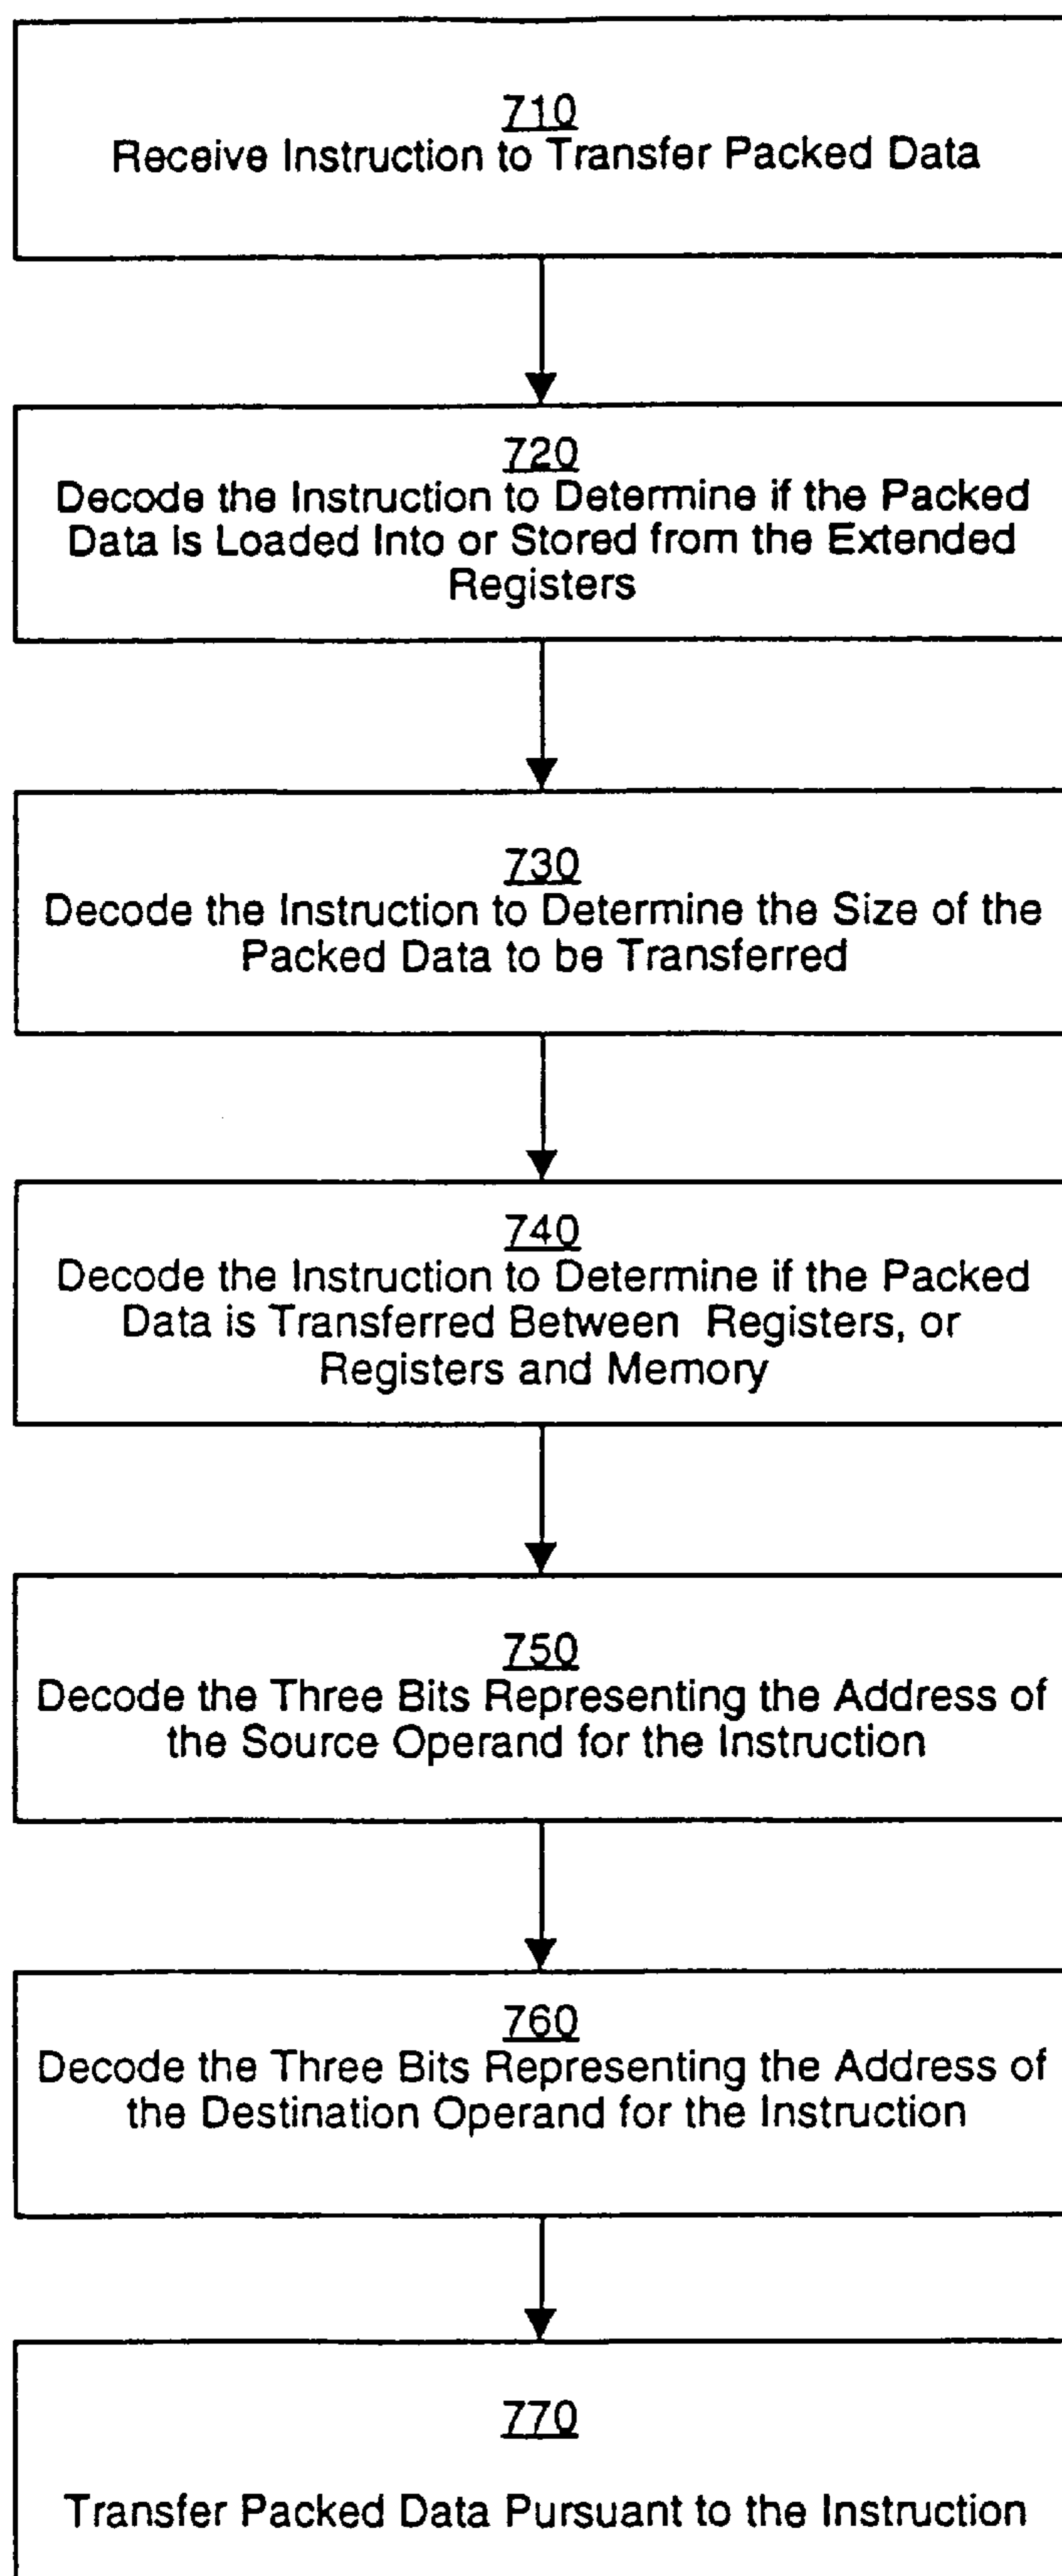 710
Receive Instruction to Transfer Packed Data
720
Decode the Instruction to Determine if the Packed
Data is Loaded Into or Stored from the Extended
Registers
730
Decode the Instruction to Determine the Size of the
Packed Data to be Transferred
740
Decode the Instruction to Determine if the Packed
Data is Transferred Between Registers, or
Registers and Memory
750
Decode the Three Bits Representing the Address of
the Source Operand for the Instruction
760
Decode the Three Bits Representing the Address of
the Destination Operand for the Instruction
770
Transfer Packed Data Pursuant to the Instruction